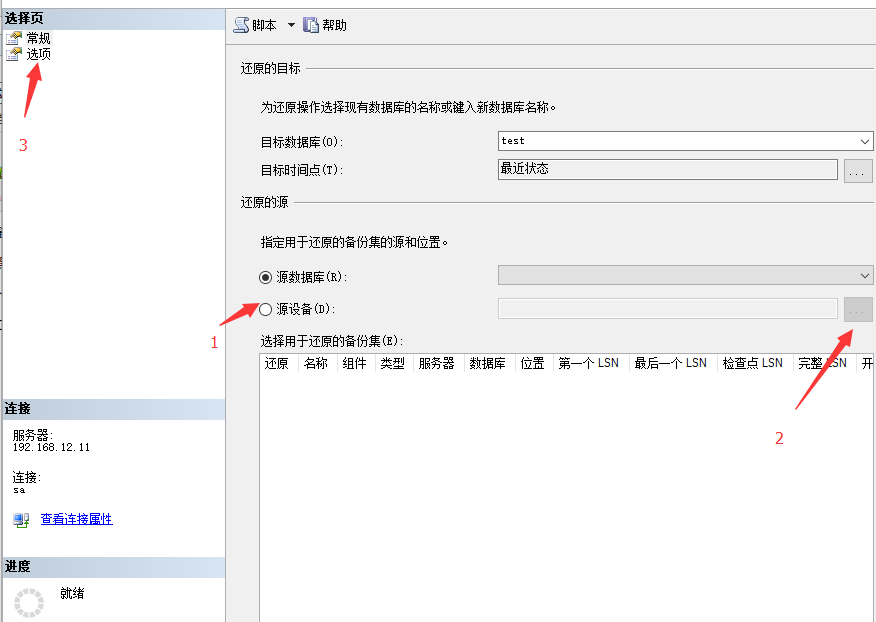 选择页
常规
选项
3
连接
服务器:
192.168.12.11
连接:
sa
查看连接属性
进度
就绪
脚本 帮助
还原的目标
为还原操作选择现有数据库的名称或键入新数据库名称。
目标数据库(O): test
目标时间点(T): 最近状态 ...
还原的源
指定用于还原的备份集的源和位置。
源数据库(R):
1 源设备(D): ...
选择用于还原的备份集(E):
还原 名称 组件 类型 服务器 数据库 位置 第一个 LSN 最后一个 LSN 检查点 LSN 完整 LSN 开
2